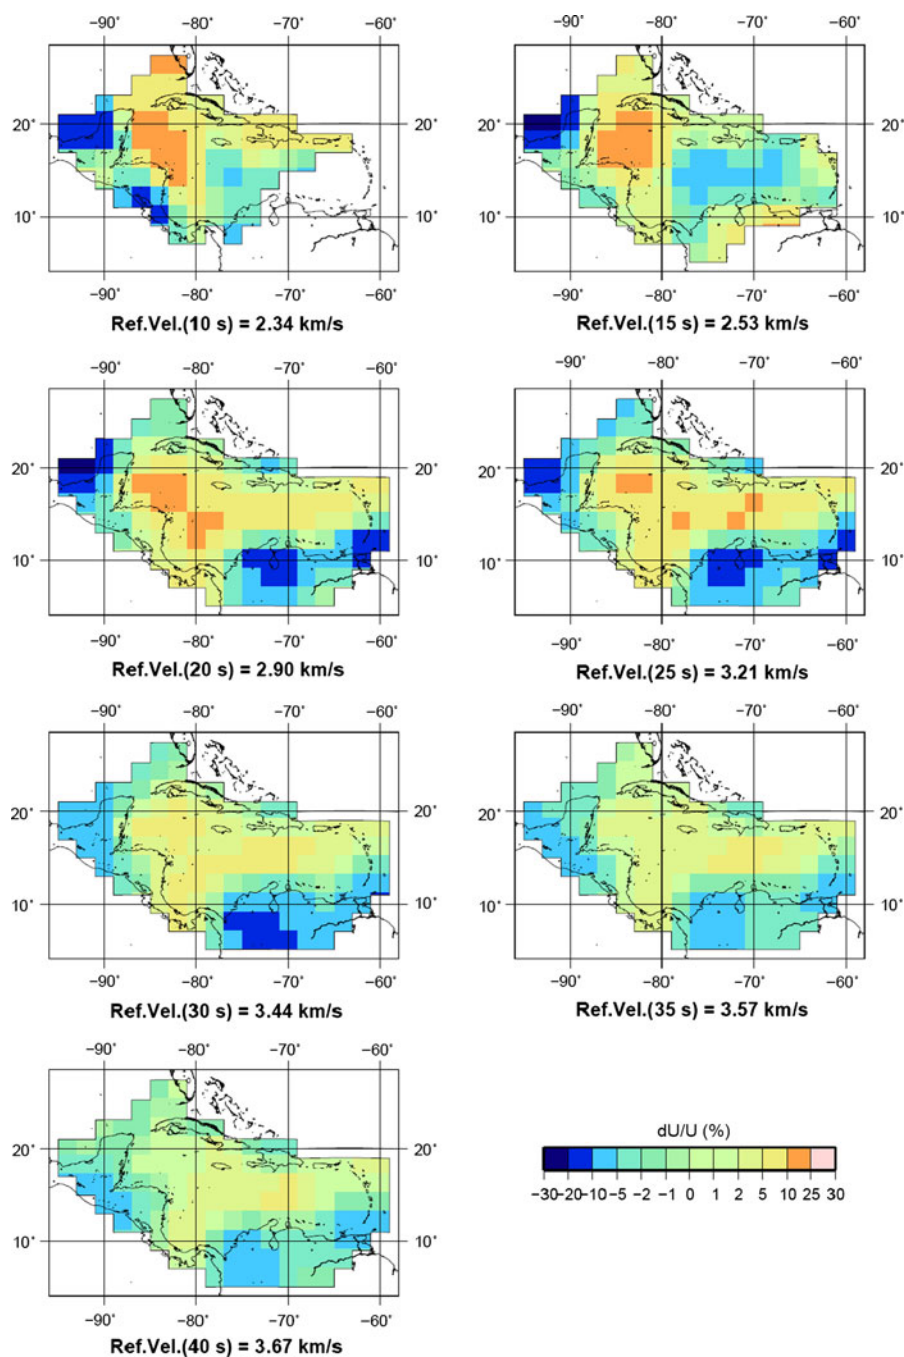 −90 −80˚ −70˚ −60˚ −90˚ −80˚ −70˚ −60˚
20˚ 20˚ 20˚
10˚ 10˚ 10˚
−90˚ −80˚ −70˚ −60˚ −90˚ −80˚ −70˚ −60˚
Ref.Vel.(10 s) = 2.34 km/s Ref.Vel.(15 s) = 2.53 km/s
−90˚ −80˚ −70˚ −60˚ −90˚ −80˚ −70˚ −60˚
20˚ 20˚ 20˚
10˚ 10˚ 10˚
−90˚ −80˚ −70˚ −60˚ −90˚ −80˚ −70˚ −60˚
Ref.Vel.(20 s) = 2.90 km/s Ref.Vel.(25 s) = 3.21 km/s
−90˚ −80˚ −70˚ −60˚ −90˚ −80˚ −70˚ −60˚
20˚ 20˚ 20˚
10˚ 10˚ 10˚
−90˚ −80˚ −70˚ −60˚ −90˚ −80˚ −70˚ −60˚
Ref.Vel.(30 s) = 3.44 km/s Ref.Vel.(35 s) = 3.57 km/s
−90˚ −80˚ −70˚ −60˚
20˚ 20˚
10˚ 10˚
−90˚ −80˚ −70˚ −60˚
Ref.Vel.(40 s) = 3.67 km/s
dU/U (%)
−30 −20 −10 −5 −2 −1 0 1 2 5 10 25 30